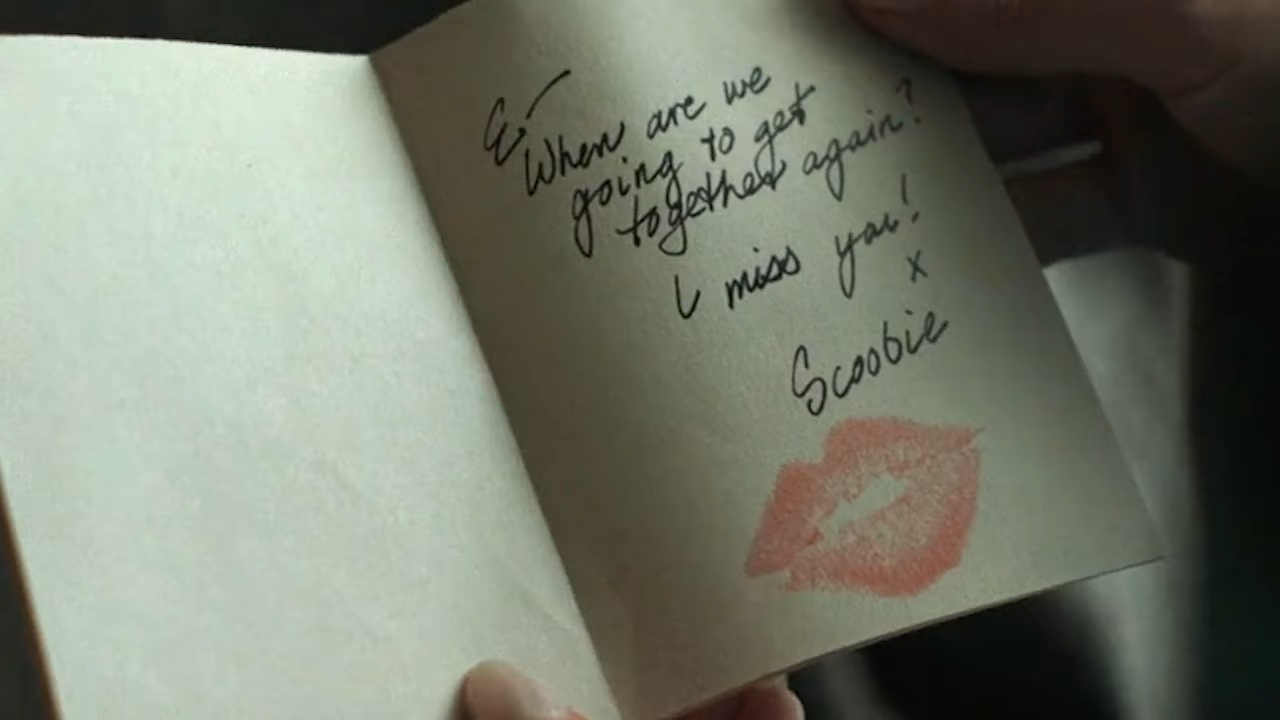 E-
When are we
going to get
together again?
I miss you!
x
Scoobie